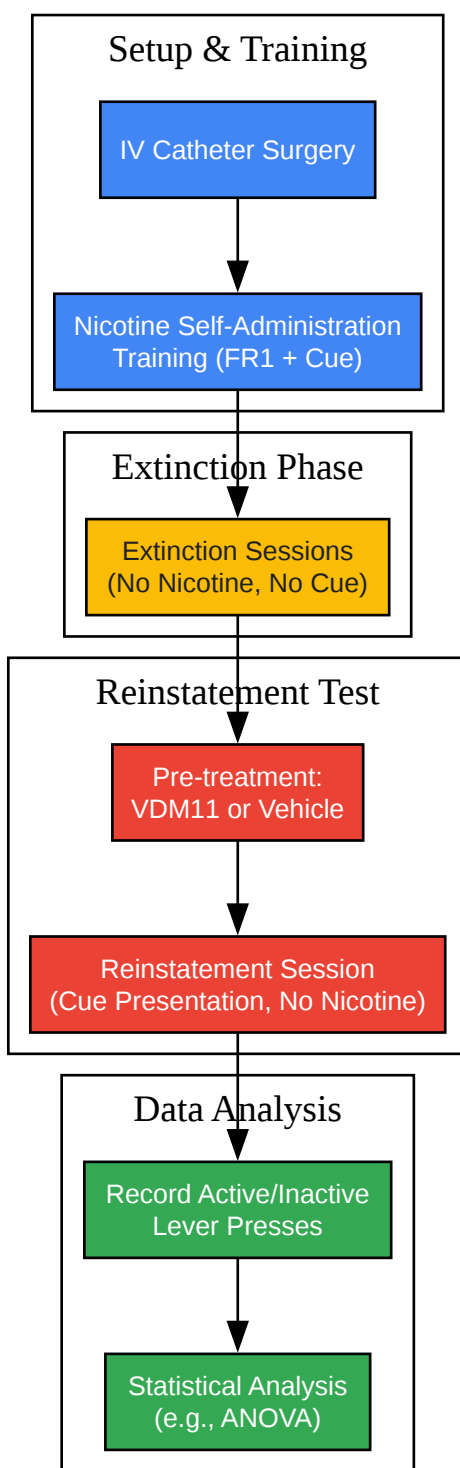 Setup & Training
IV Catheter Surgery
Nicotine Self-Administration
Training (FR1 + Cue)
Extinction Phase
Extinction Sessions
(No Nicotine, No Cue)
Reinstatement Test
Pre-treatment:
VDM11 or Vehicle
Reinstatement Session
(Cue Presentation, No Nicotine)
Data Analysis
Record Active/Inactive
Lever Presses
Statistical Analysis
(e.g., ANOVA)